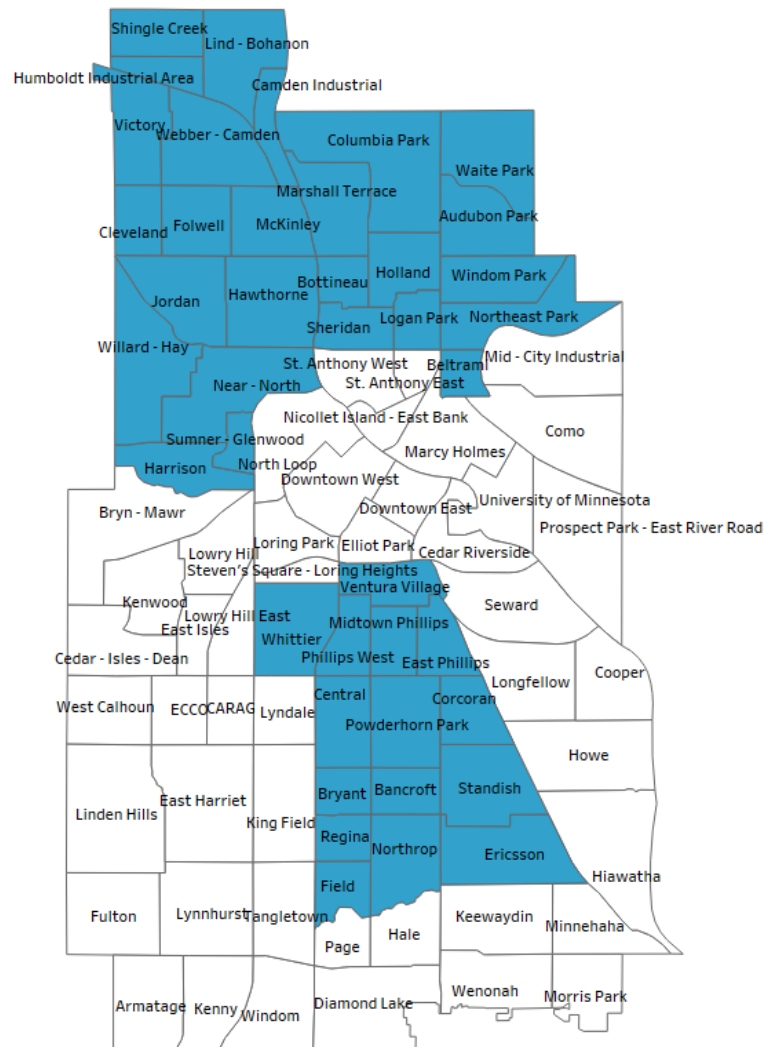 Shingle Creek
Lind - Bohanon
Humboldt Industrial Area
Camden Industrial
Victory
Webber - Camden
Columbia Park
Waite Park
Marshall Terrace
Audubon Park
Cleveland
Folwell
McKinley
Holland
Windom Park
Bottineau
Hawthorne
Jordan
Logan Park
Northeast Park
Sheridan
Willard - Hay
St. Anthony West
Beltrami
Mid - City Industrial
St. Anthony East
Near - North
Nicollet Island - East Bank
Como
Sumner - Glenwood
Marcy Holmes
Harrison
North Loop
Downtown West
University of Minnesota
Bryn - Mawr
Downtown East
Prospect Park - East River Road
Loring Park
Elliot Park
Cedar Riverside
Lowry Hill
Steven's Square - Loring Heights
Ventura Village
Kenwood
Seward
Lowry Hill East
Midtown Phillips
East Isles
Whittier
Cedar - Isles - Dean
Phillips West
East Phillips
Cooper
Longfellow
Central
Corcoran
West Calhoun
ECCO
CARAG
Lyndale
Powderhorn Park
Howe
Standish
Bryant
Bancroft
East Harriet
Linden Hills
King Field
Regina
Northrop
Ericsson
Hiawatha
Field
Fulton
Lynnhurst
Tangletown
Keewaydin
Minnehaha
Hale
Page
Wenonah
Morris Park
Armatage
Kenny
Windom
Diamond Lake